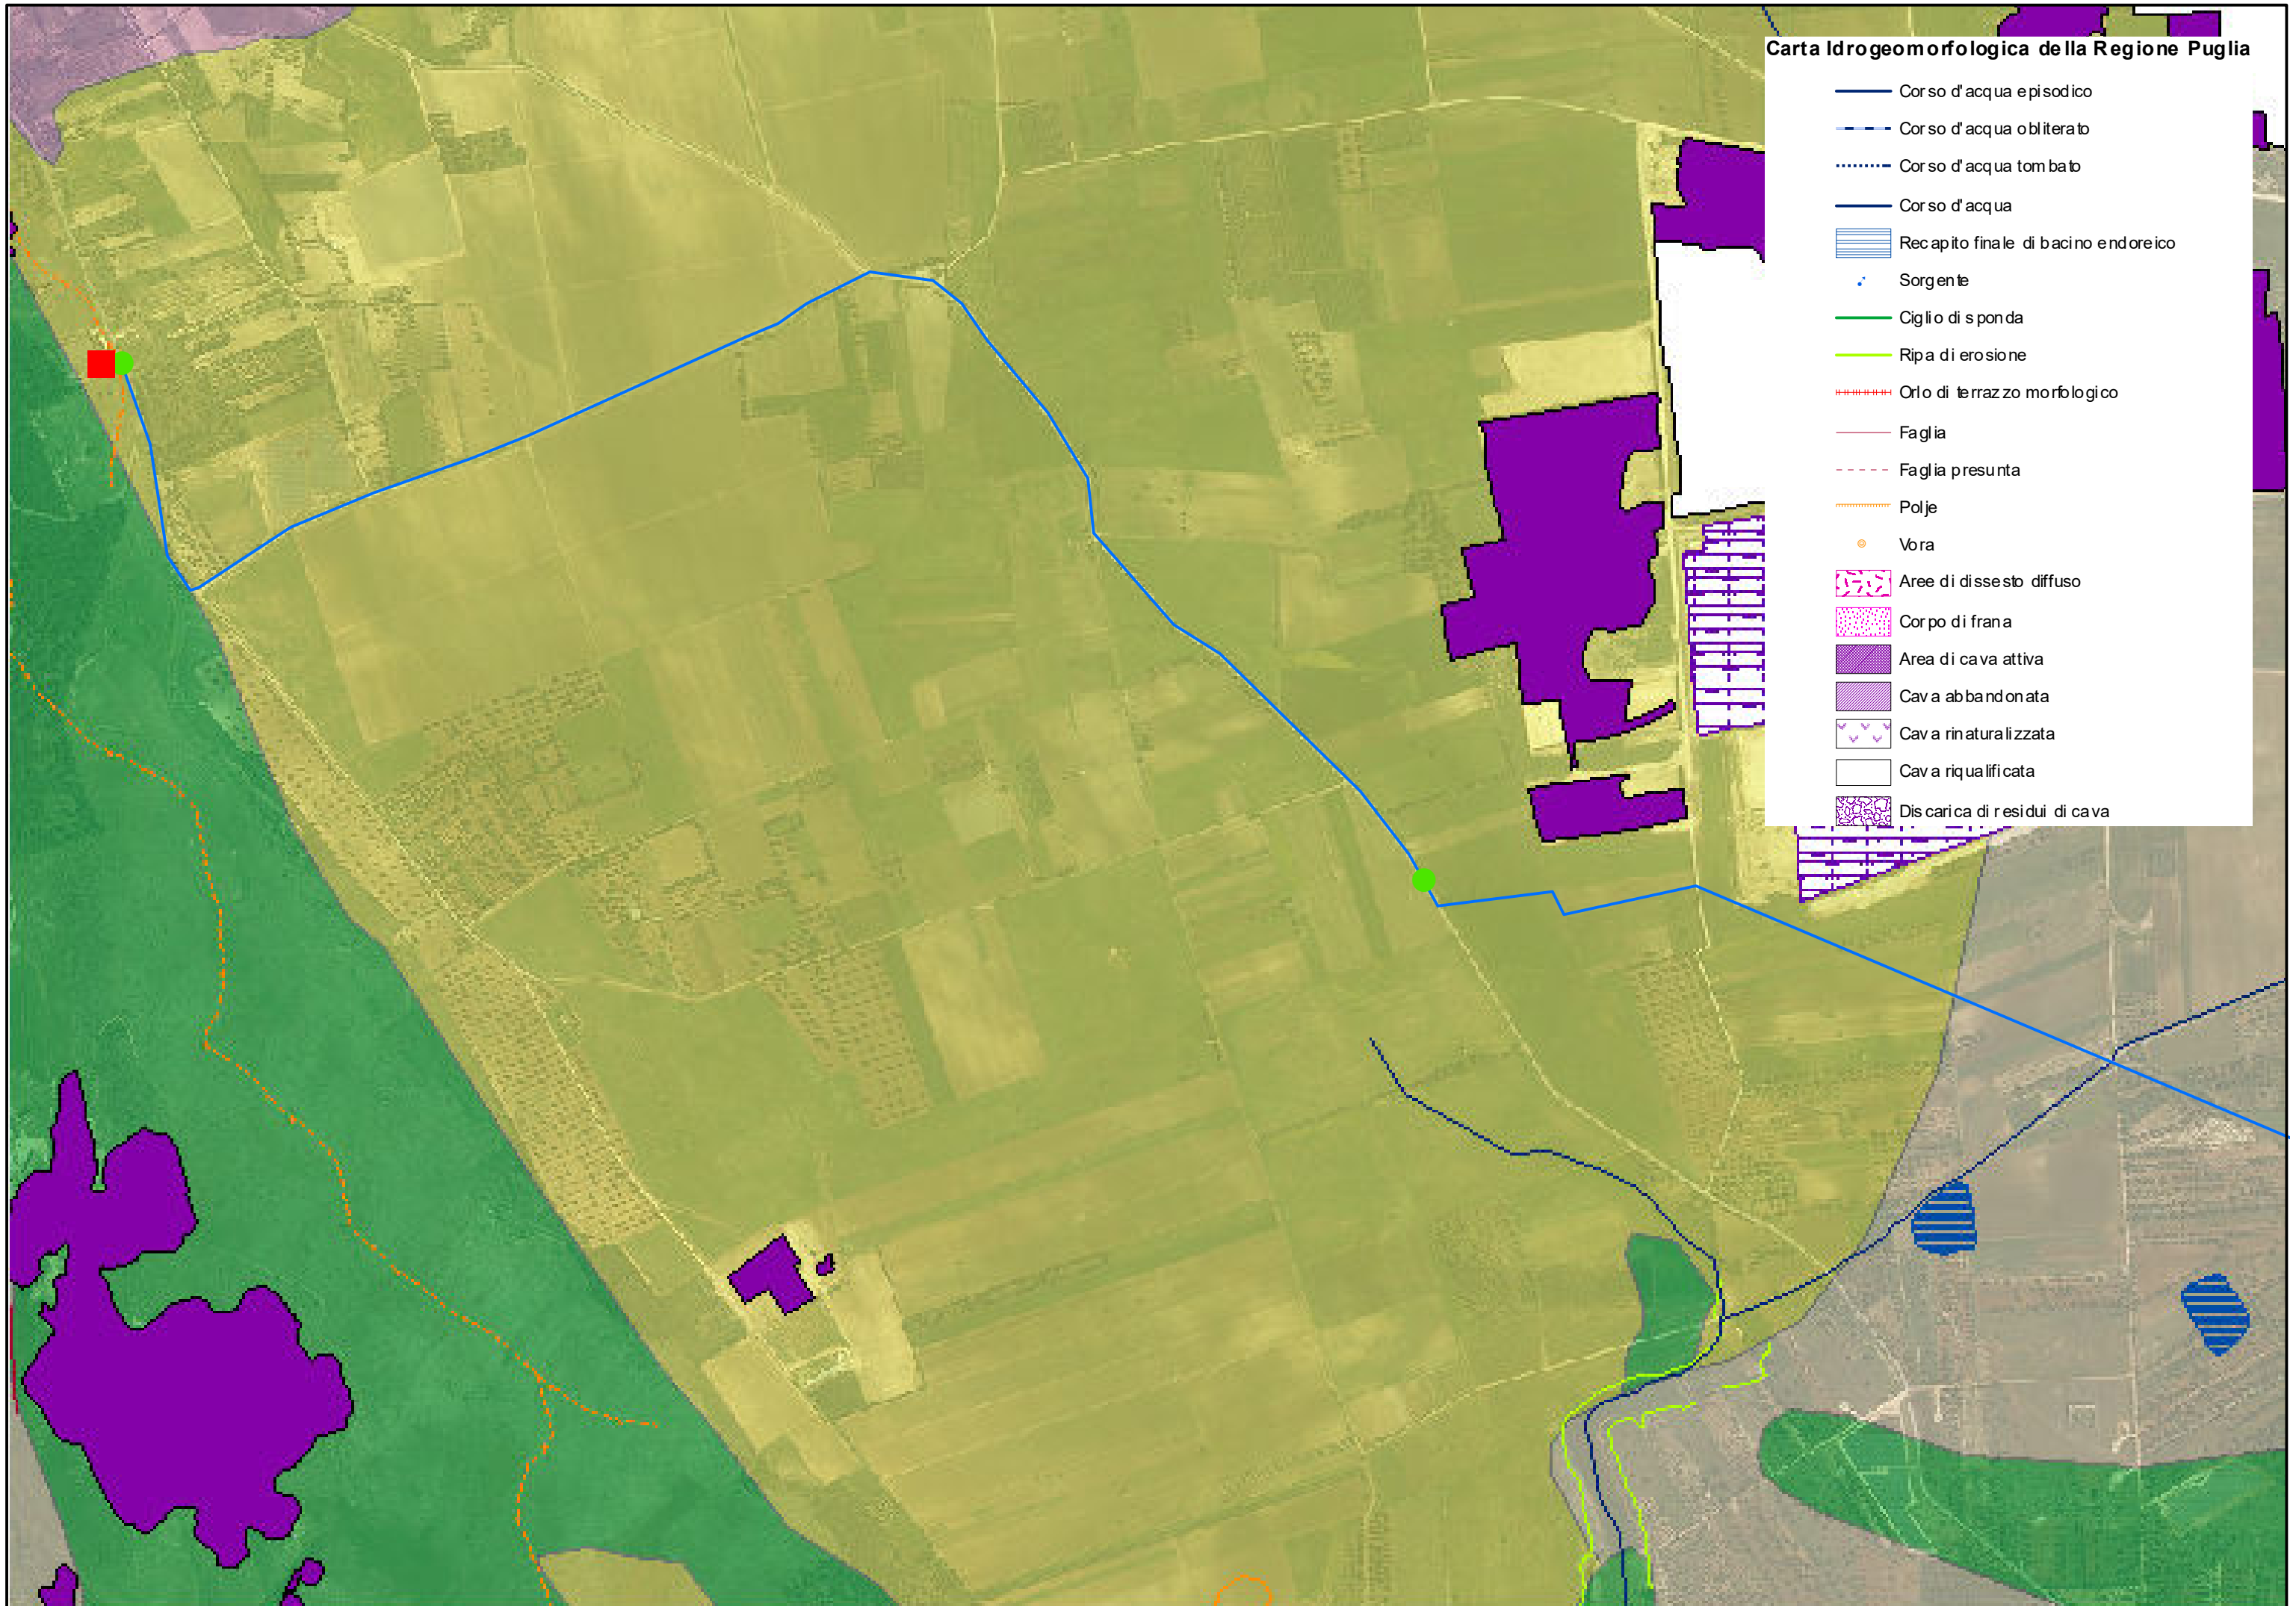 Carta Idrogeomorfologica della Regione Puglia
Corso d'acqua episodico
Corso d'acqua obliterato
Corso d'acqua tombato
Corso d'acqua
Recapito finale di bacino endoreico
Sorgente
Ciglio di sponda
Ripa di erosione
Orlo di terrazzo morfologico
Faglia
Faglia presunta
Polje
Vora
Aree di dissesto diffuso
Corpo di frana
Area di cava attiva
Cava abbandonata
Cava rinaturalizzata
Cava riqualificata
Discarica di residui di cava